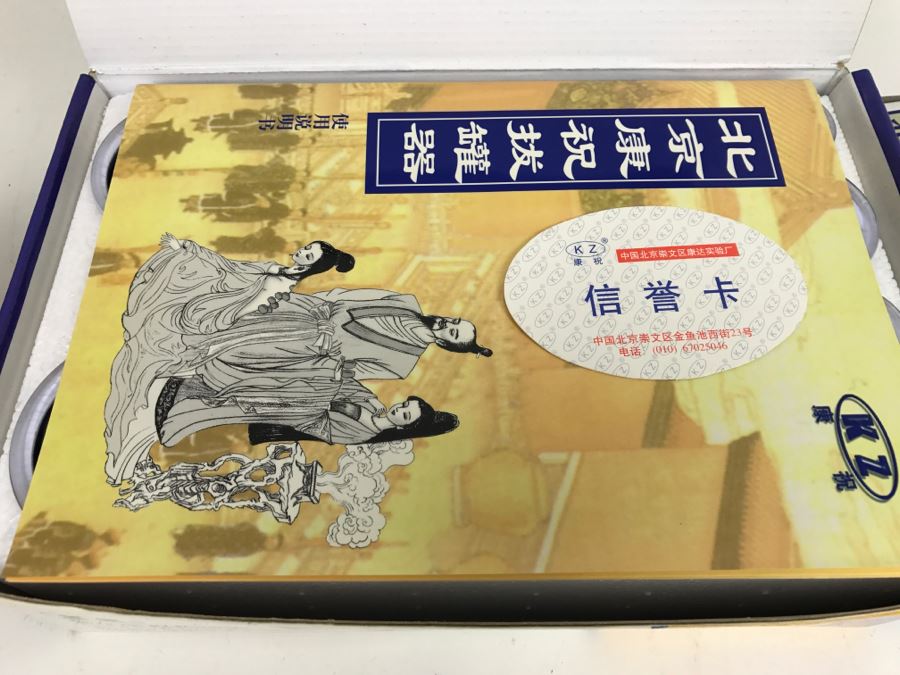 北京康祝拔罐器
使用说明书
KZ®
康祝
中国北京崇文区康达实验厂
信誉卡
中国北京崇文区金鱼池西街23号
电话:(010) 67025046
KZ
康祝